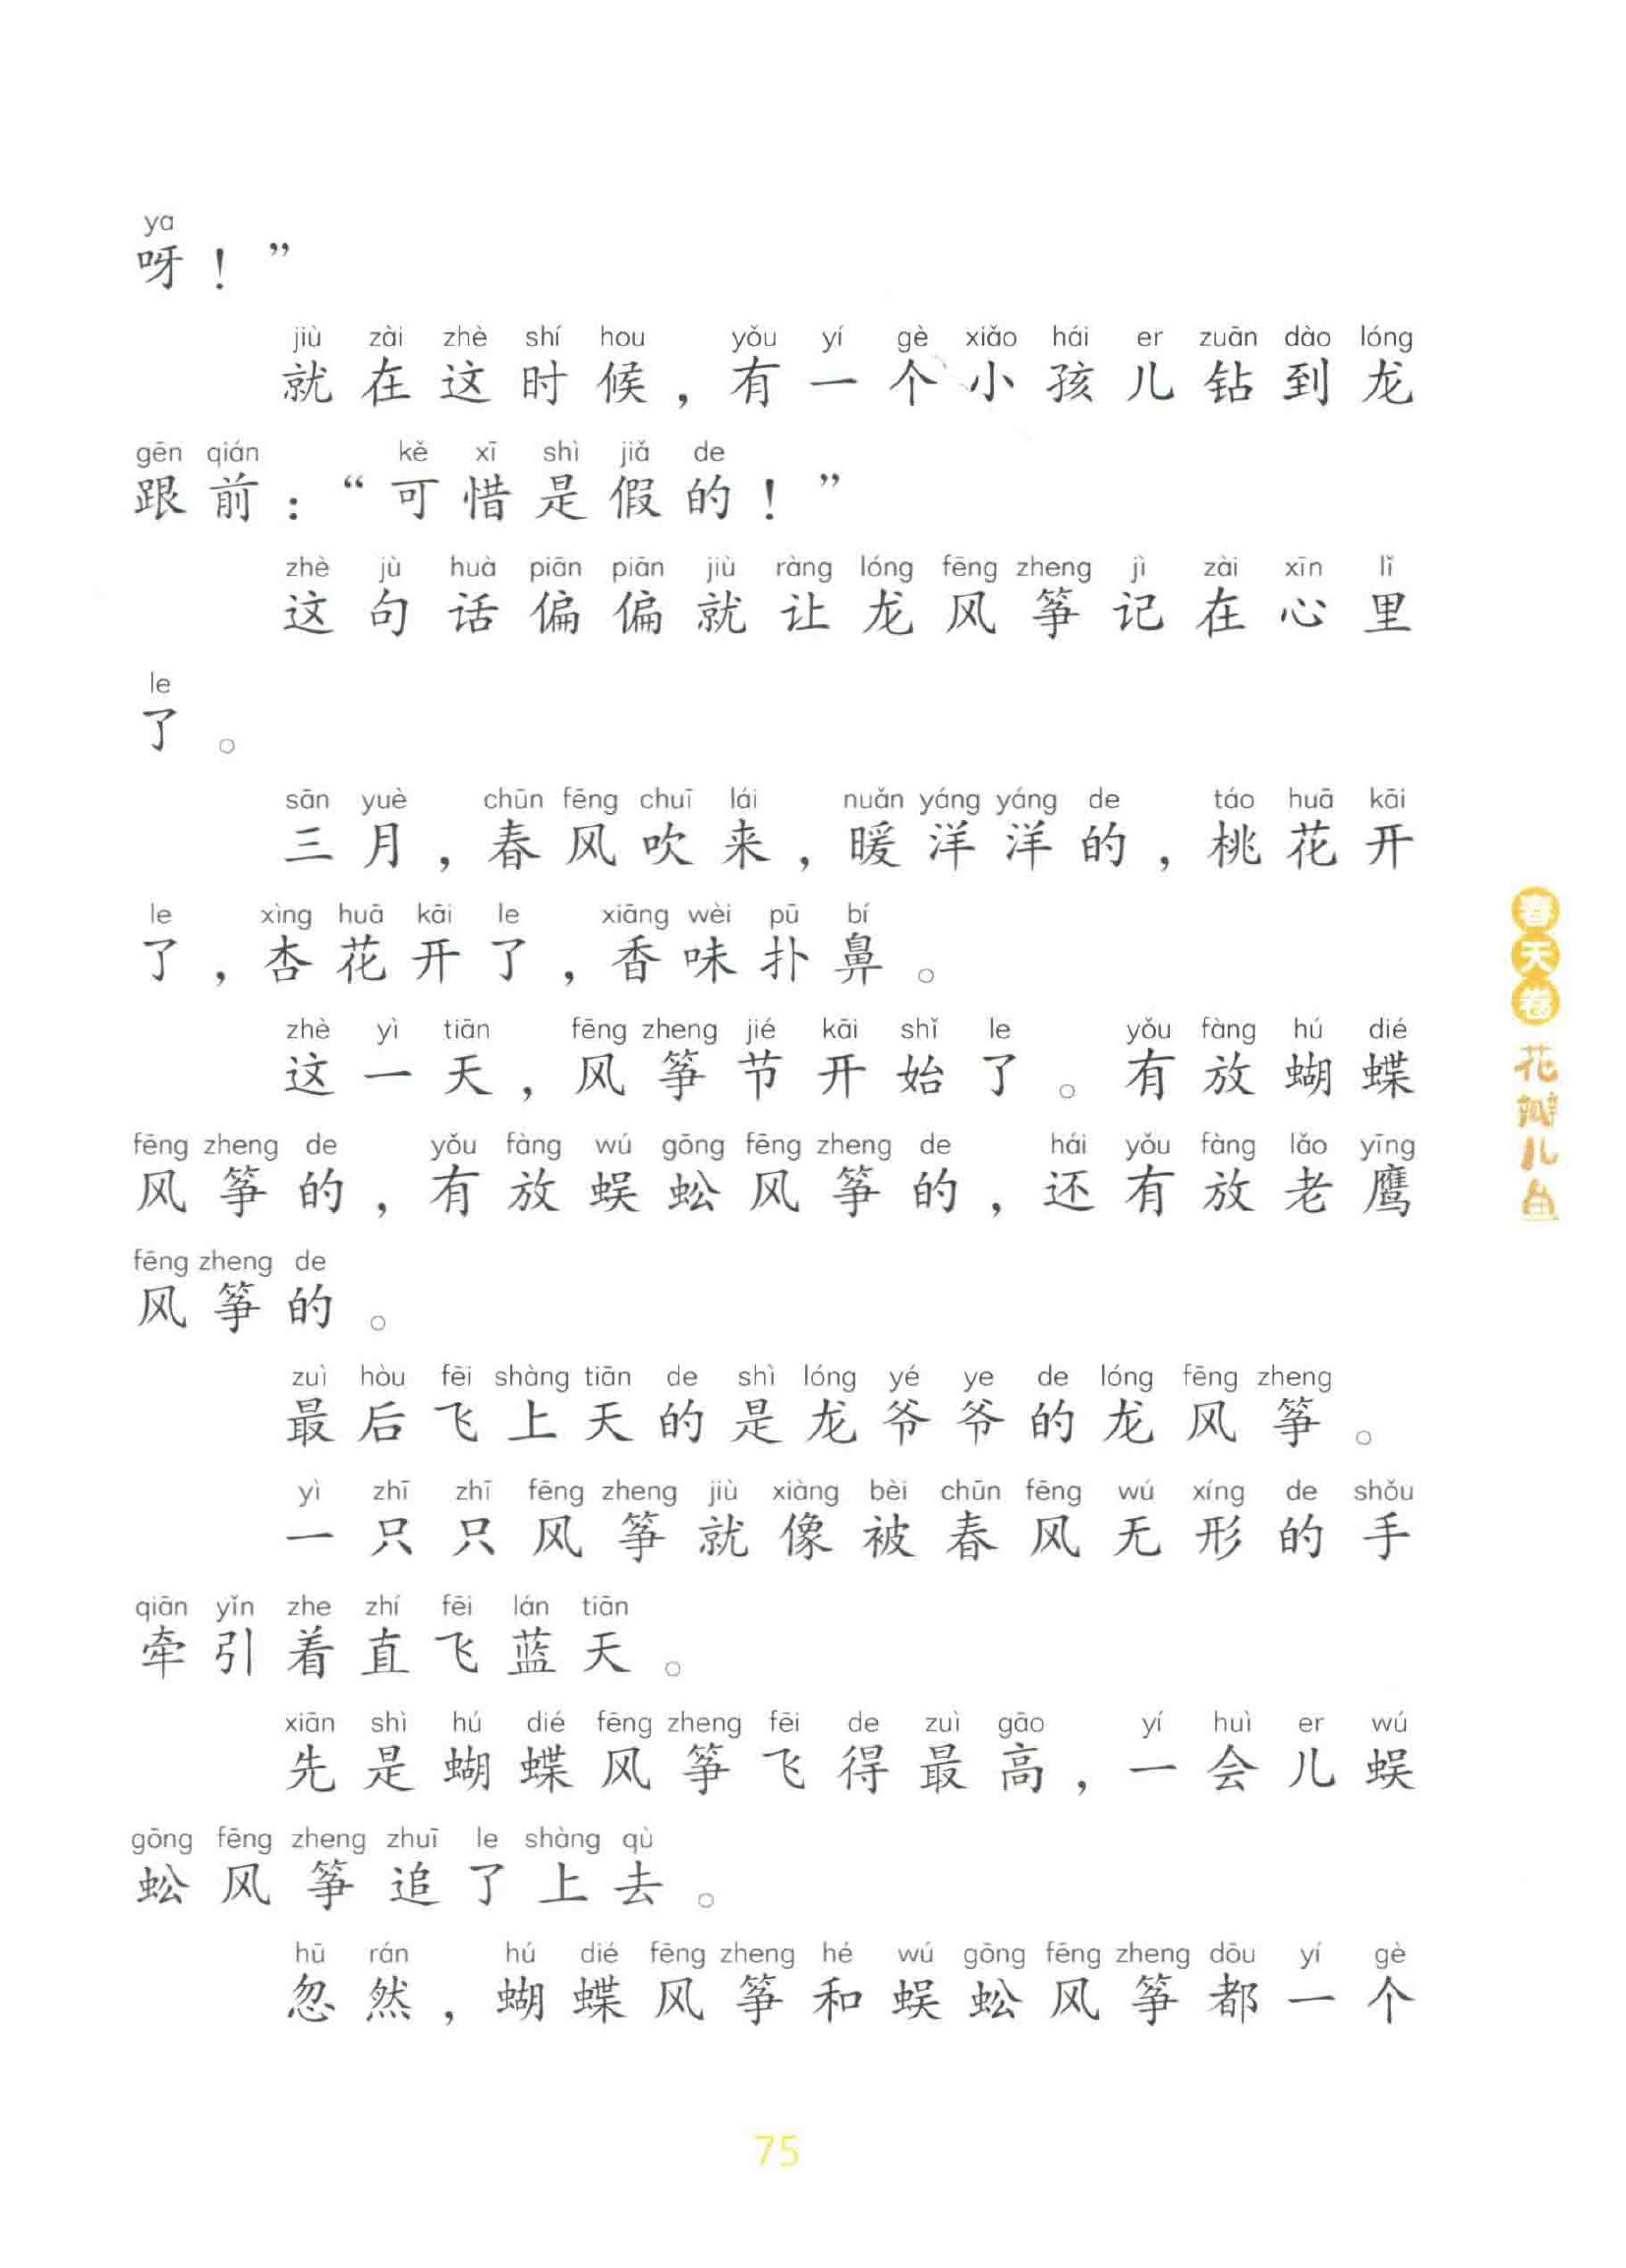 ya
呀！”
jiù zài zhè shí hou yǒu yí gè xiǎo hái er zuān dào lóng
就在这时候，有一个小孩儿钻到龙
gēn qián kě xī shì jiǎ de
跟前：“可惜是假的！”
zhè jù huà piān piān jiù ràng lóng fēng zheng jì zài xīn lǐ
这句话偏偏就让龙风筝记在心里
le
了。
sān yuè chūn fēng chuī lái nuǎn yáng yáng de táo huā kāi
三月，春风吹来，暖洋洋的，桃花开
le xìng huā kāi le xiāng wèi pū bí
了，杏花开了，香味扑鼻。
zhè yì tiān fēng zheng jié kāi shǐ le yǒu fàng hú dié
这一天，风筝节开始了。有放蝴蝶
fēng zheng de yǒu fàng wú gōng fēng zheng de hái yǒu fàng lǎo yīng
风筝的，有放蜈蚣风筝的，还有放老鹰
fēng zheng de
风筝的。
zuì hòu fēi shàng tiān de shì lóng yé ye de lóng fēng zheng
最后飞上天的是龙爷爷的龙风筝。
yì zhī zhī fēng zheng jiù xiàng bèi chūn fēng wú xíng de shǒu
一只只风筝就像被春风无形的手
qiān yǐn zhe zhí fēi lán tiān
牵引着直飞蓝天。
xiān shì hú dié fēng zheng fēi de zuì gāo yí huì er wú
先是蝴蝶风筝飞得最高，一会儿蜈
gōng fēng zheng zhuī le shàng qù
蚣风筝追了上去。
hū rán hú dié fēng zheng hé wú gōng fēng zheng dōu yí gè
忽然，蝴蝶风筝和蜈蚣风筝都一个
春天卷 花瓣儿鱼
75